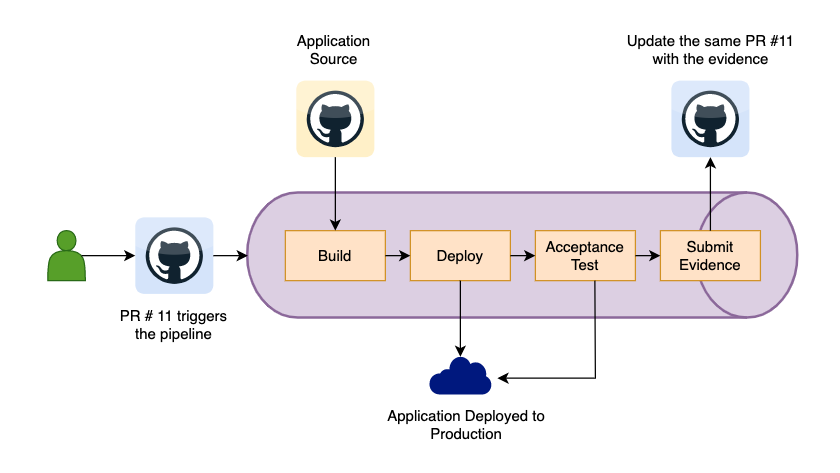 Application
Source
Update the same PR #11
with the evidence
Build
Deploy
Acceptance
Test
Submit
Evidence
PR # 11 triggers
the pipeline
Application Deployed to
Production